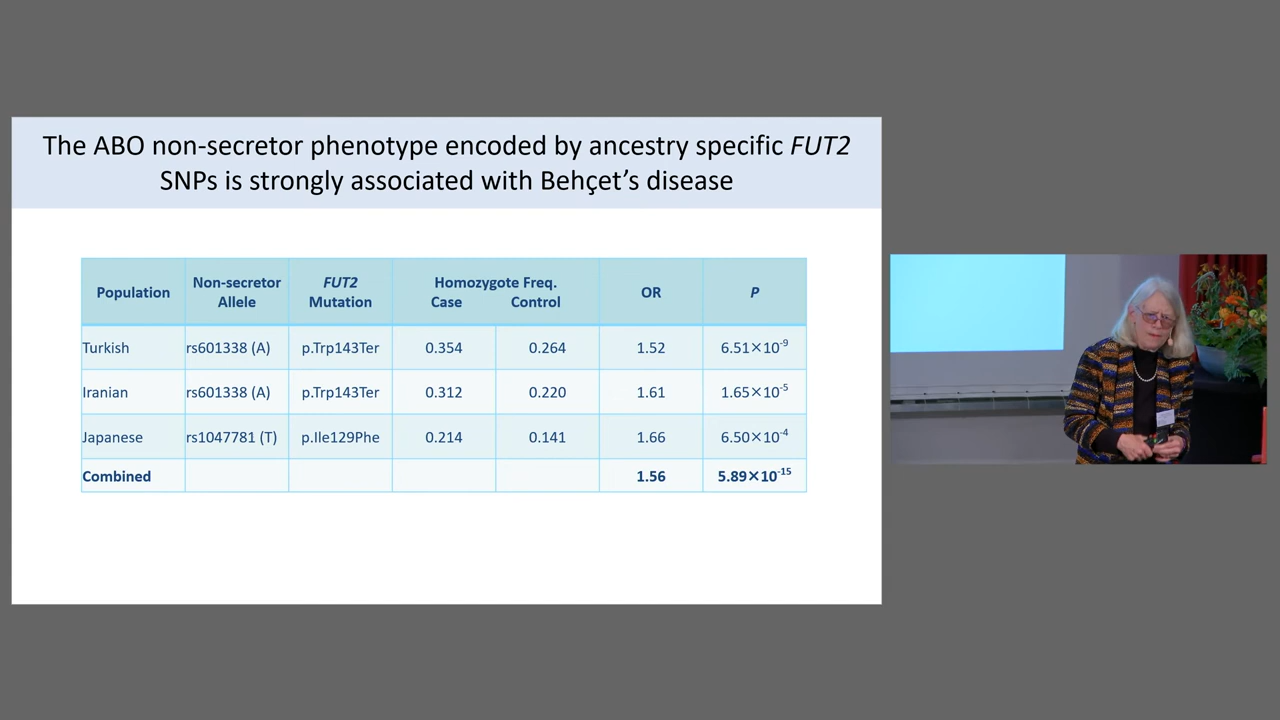 The ABO non-secretor phenotype encoded by ancestry specific FUT2
SNPs is strongly associated with Behçet’s disease
Population Non-secretor Allele FUT2 Mutation Homozygote Freq. Case Control OR P
Turkish rs601338 (A) p.Trp143Ter 0.354 0.264 1.52 6.51×10-9
Iranian rs601338 (A) p.Trp143Ter 0.312 0.220 1.61 1.65×10-5
Japanese rs1047781 (T) p.Ile129Phe 0.214 0.141 1.66 6.50×10-4
Combined 1.56 5.89×10-15